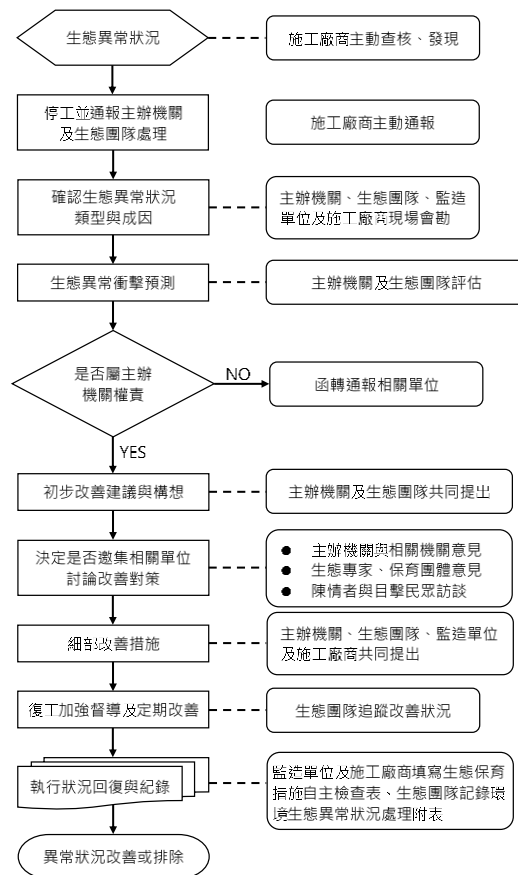 生態異常狀況
施工廠商主動查核、發現
停工並通報主辦機關
及生態團隊處理
施工廠商主動通報
確認生態異常狀況
類型與成因
主辦機關、生態團隊、監造
單位及施工廠商現場會勘
生態異常衝擊預測
主辦機關及生態團隊評估
是否屬主辦
機關權責
NO
函轉通報相關單位
YES
初步改善建議與構想
主辦機關及生態團隊共同提出
決定是否邀集相關單位
討論改善對策
● 主辦機關與相關機關意見
● 生態專家、保育團體意見
● 陳情者與目擊民眾訪談
細部改善措施
主辦機關、生態團隊、監造單位
及施工廠商共同提出
復工加強督導及定期改善
生態團隊追蹤改善狀況
執行狀況回復與紀錄
監造單位及施工廠商填寫生態保育
措施自主檢查表、生態團隊記錄環
境生態異常狀況處理附表
異常狀況改善或排除